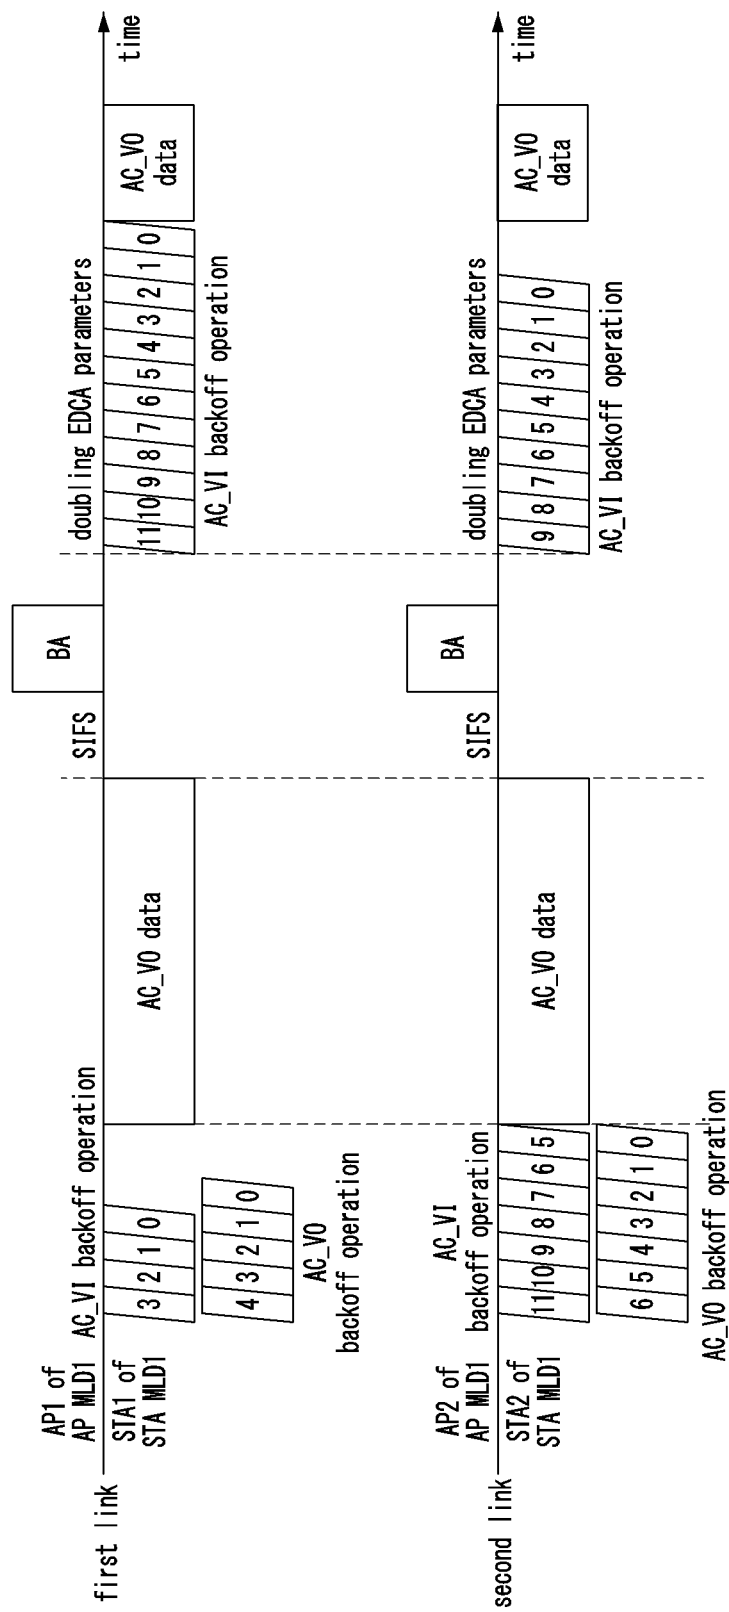 first link
AP1 of
AP MLD1
STA1 of
STA MLD1
AC_VI backoff operation
3 2 1 0
4 3 2 1 0
AC_VO
backoff operation
AC_VO data
SIFS
BA
doubling EDCA parameters
11 10 9 8 7 6 5 4 3 2 1 0
AC_VI backoff operation
AC_VO
data
time
second link
AP2 of
AP MLD1
STA2 of
STA MLD1
AC_VI
backoff operation
11 10 9 8 7 6 5
6 5 4 3 2 1 0
AC_VO backoff operation
AC_VO data
SIFS
BA
doubling EDCA parameters
9 8 7 6 5 4 3 2 1 0
AC_VI backoff operation
AC_VO
data
time